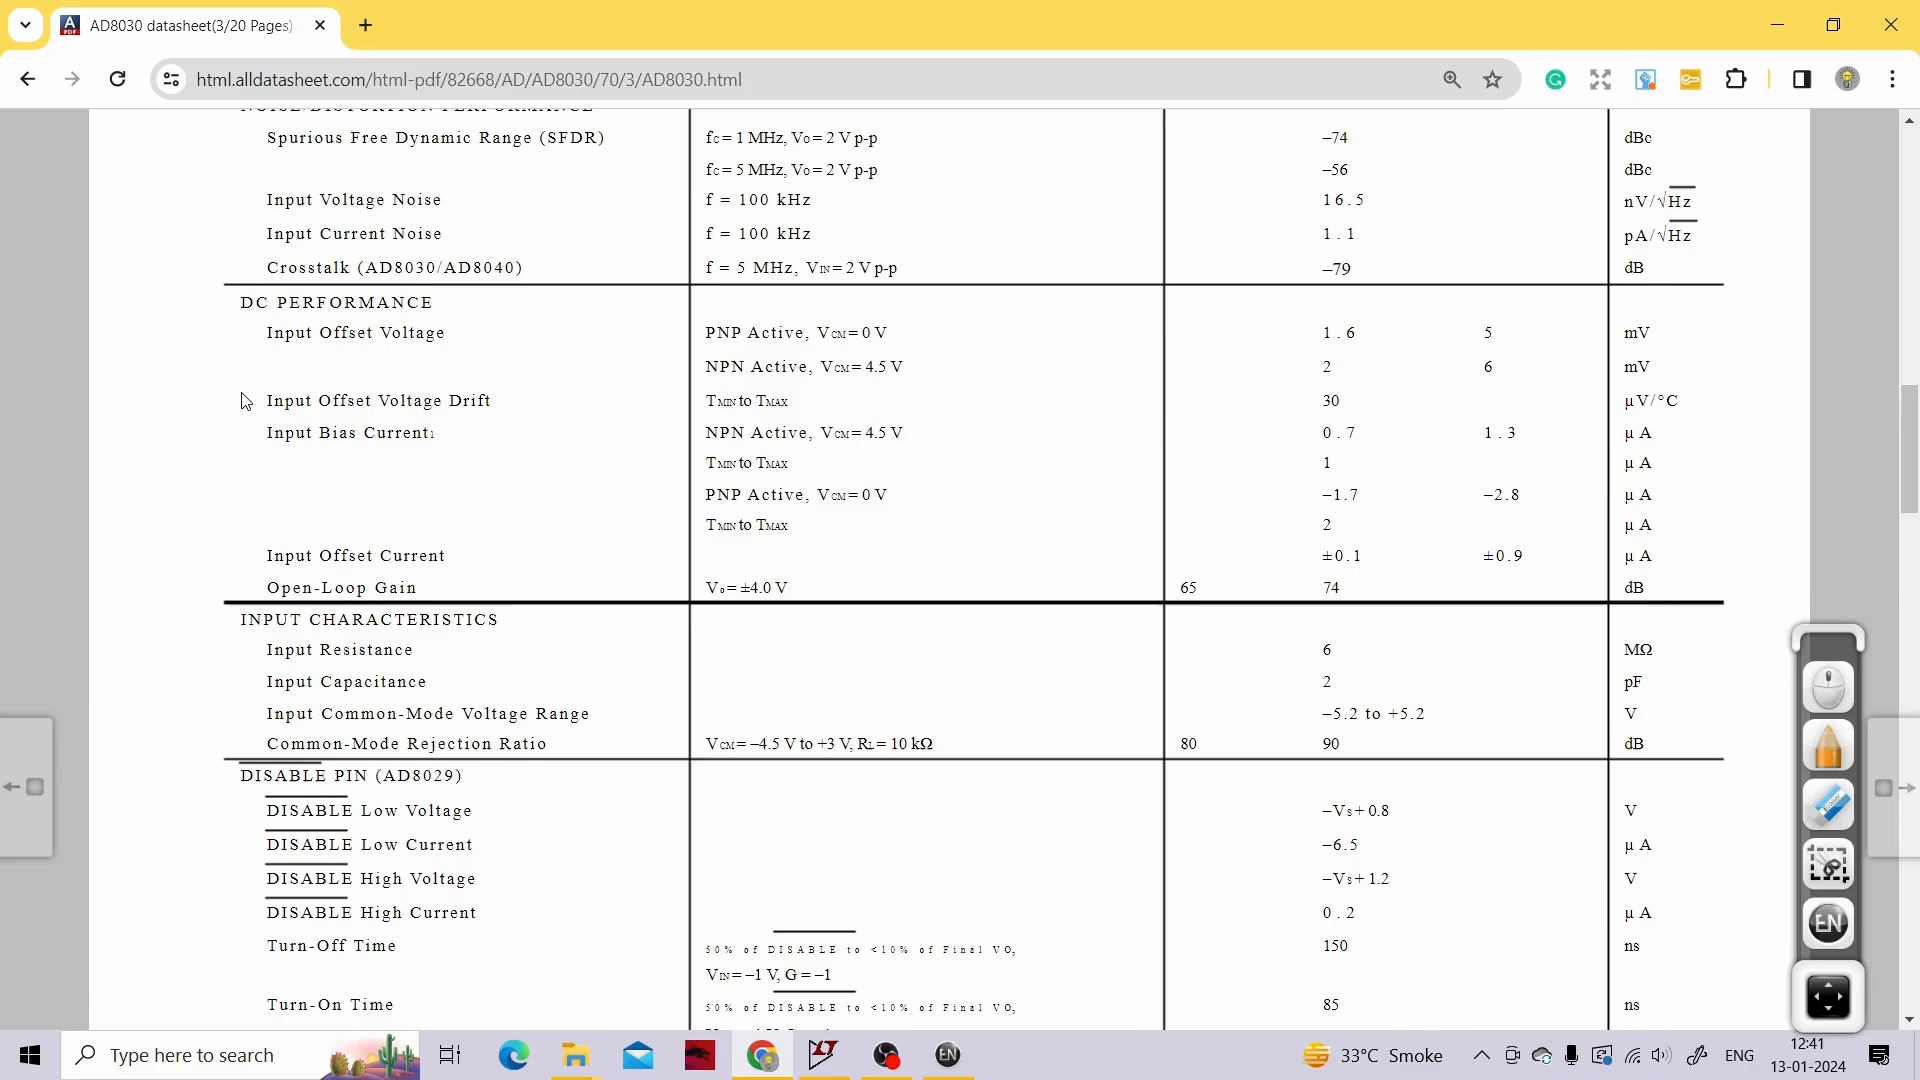 AD8030 datasheet(3/20 Pages)
html.alldatasheet.com/html-pdf/82668/AD/AD8030/70/3/AD8030.html
NOISE/DISTORTION PERFORMANCE
Spurious Free Dynamic Range (SFDR) fC = 1 MHz, VO = 2 V p-p –74 dBc
fC = 5 MHz, VO = 2 V p-p –56 dBc
Input Voltage Noise f = 100 kHz 16.5 nV/√Hz
Input Current Noise f = 100 kHz 1.1 pA/√Hz
Crosstalk (AD8030/AD8040) f = 5 MHz, VIN = 2 V p-p –79 dB
DC PERFORMANCE
Input Offset Voltage PNP Active, VCM = 0 V 1.6 5 mV
NPN Active, VCM = 4.5 V 2 6 mV
Input Offset Voltage Drift TMIN to TMAX 30 µV/°C
Input Bias Current1 NPN Active, VCM = 4.5 V 0.7 1.3 µA
TMIN to TMAX 1 µA
PNP Active, VCM = 0 V –1.7 –2.8 µA
TMIN to TMAX 2 µA
Input Offset Current ±0.1 ±0.9 µA
Open-Loop Gain Vo = ±4.0 V 65 74 dB
INPUT CHARACTERISTICS
Input Resistance 6 MΩ
Input Capacitance 2 pF
Input Common-Mode Voltage Range –5.2 to +5.2 V
Common-Mode Rejection Ratio VCM = –4.5 V to +3 V, RL = 10 kΩ 80 90 dB
DISABLE PIN (AD8029)
DISABLE Low Voltage –VS + 0.8 V
DISABLE Low Current –6.5 µA
DISABLE High Voltage –VS + 1.2 V
DISABLE High Current 0.2 µA
Turn-Off Time 50% of DISABLE to <10% of Final VO, 150 ns
VIN = –1 V, G = –1
Turn-On Time 50% of DISABLE to <10% of Final VO, 85 ns
EN
Type here to search
EN
33°C Smoke
ENG
12:41
13-01-2024